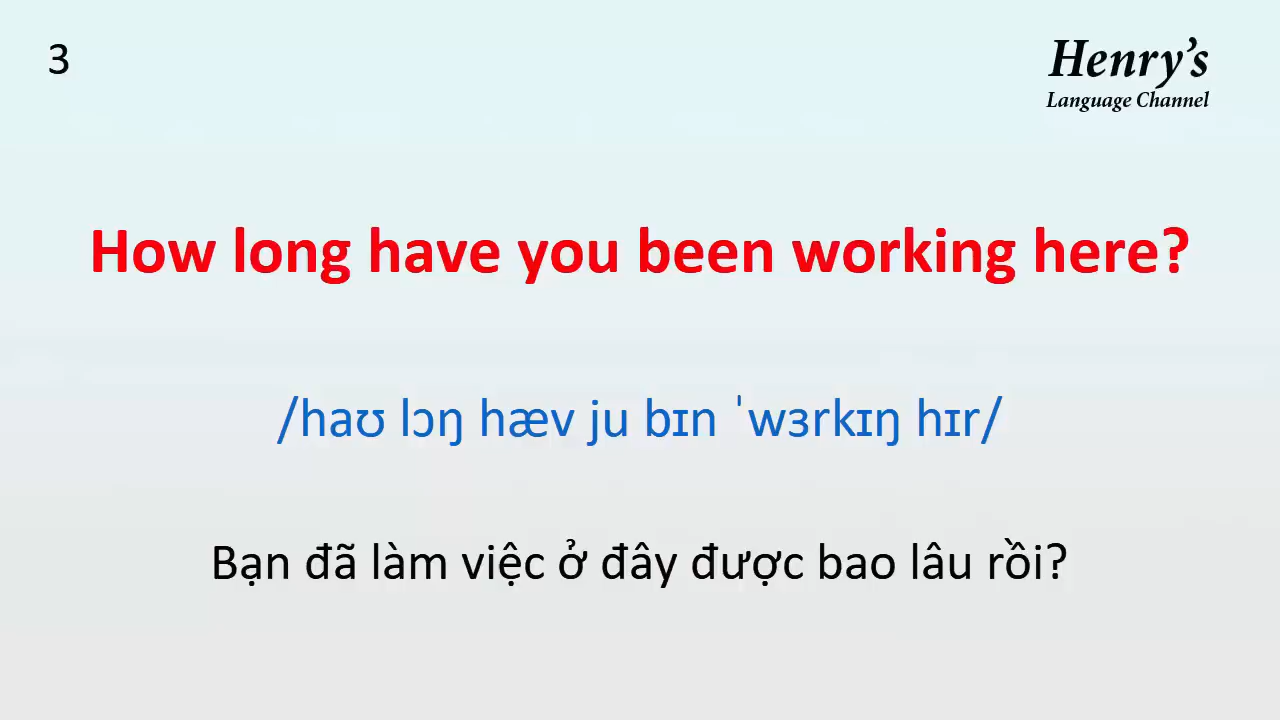 3
Henry's
Language Channel
How long have you been working here?
/haʊ lɔŋ hæv ju bɪn ˈwɜrkɪŋ hɪr/
Bạn đã làm việc ở đây được bao lâu rồi?